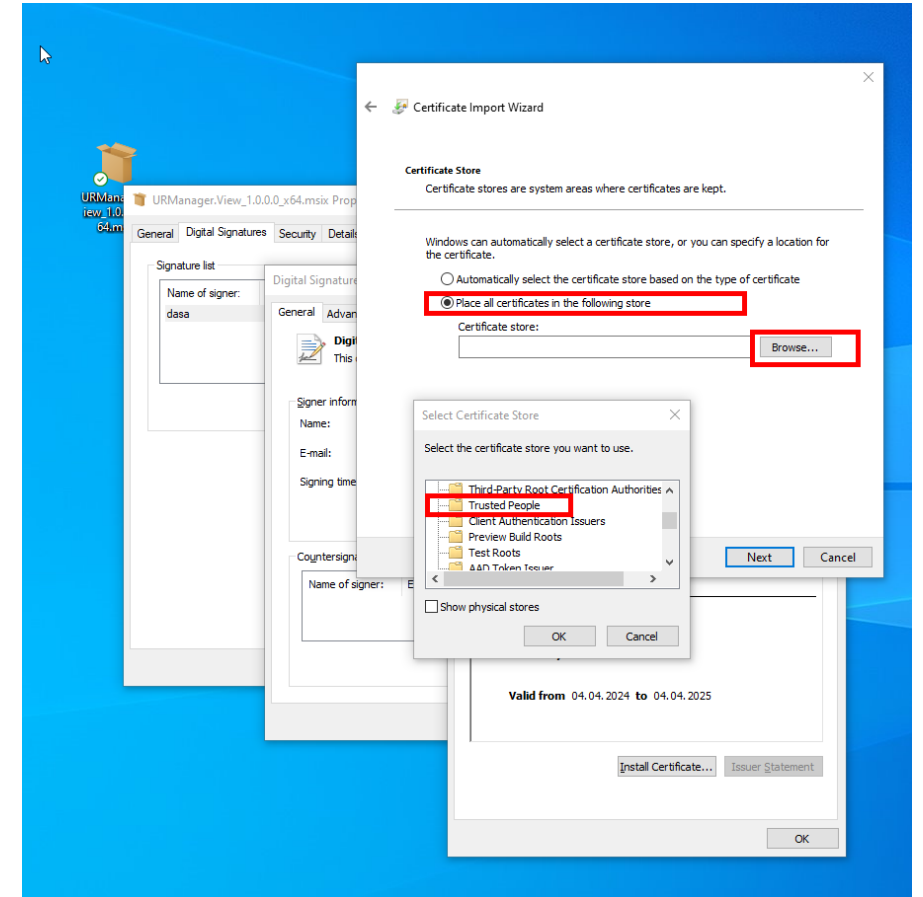 Certificate Import Wizard
Certificate Store
Certificate stores are system areas where certificates are kept.
Windows can automatically select a certificate store, or you can specify a location for
the certificate.
Automatically select the certificate store based on the type of certificate
Place all certificates in the following store
Certificate store:
Browse...
Next
Cancel
URMana
iew_1.0.
64.m
URManager.View_1.0.0.0_x64.msix Prop
General
Digital Signatures
Security
Details
Signature list
Name of signer:
dasa
Digital Signature
General
Advan
Digi
This
Signer inform
Name:
E-mail:
Signing time
Countersigna
Name of signer:
E
Select Certificate Store
Select the certificate store you want to use.
Third-Party Root Certification Authorities
Trusted People
Client Authentication Issuers
Preview Build Roots
Test Roots
AAD Token Issuer
Show physical stores
OK
Cancel
Valid from 04.04.2024 to 04.04.2025
Install Certificate...
Issuer Statement
OK